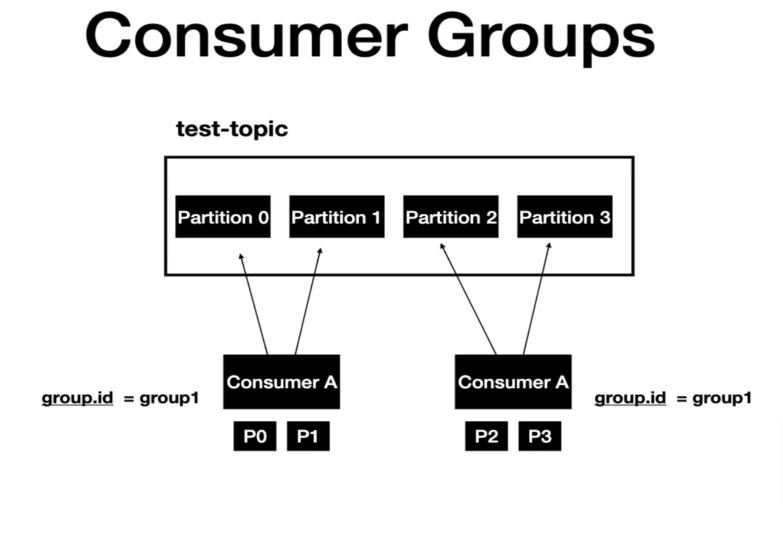 Consumer Groups
test-topic
Partition 0
Partition 1
Partition 2
Partition 3
Consumer A
Consumer A
group.id = group1
group.id = group1
P0
P1
P2
P3